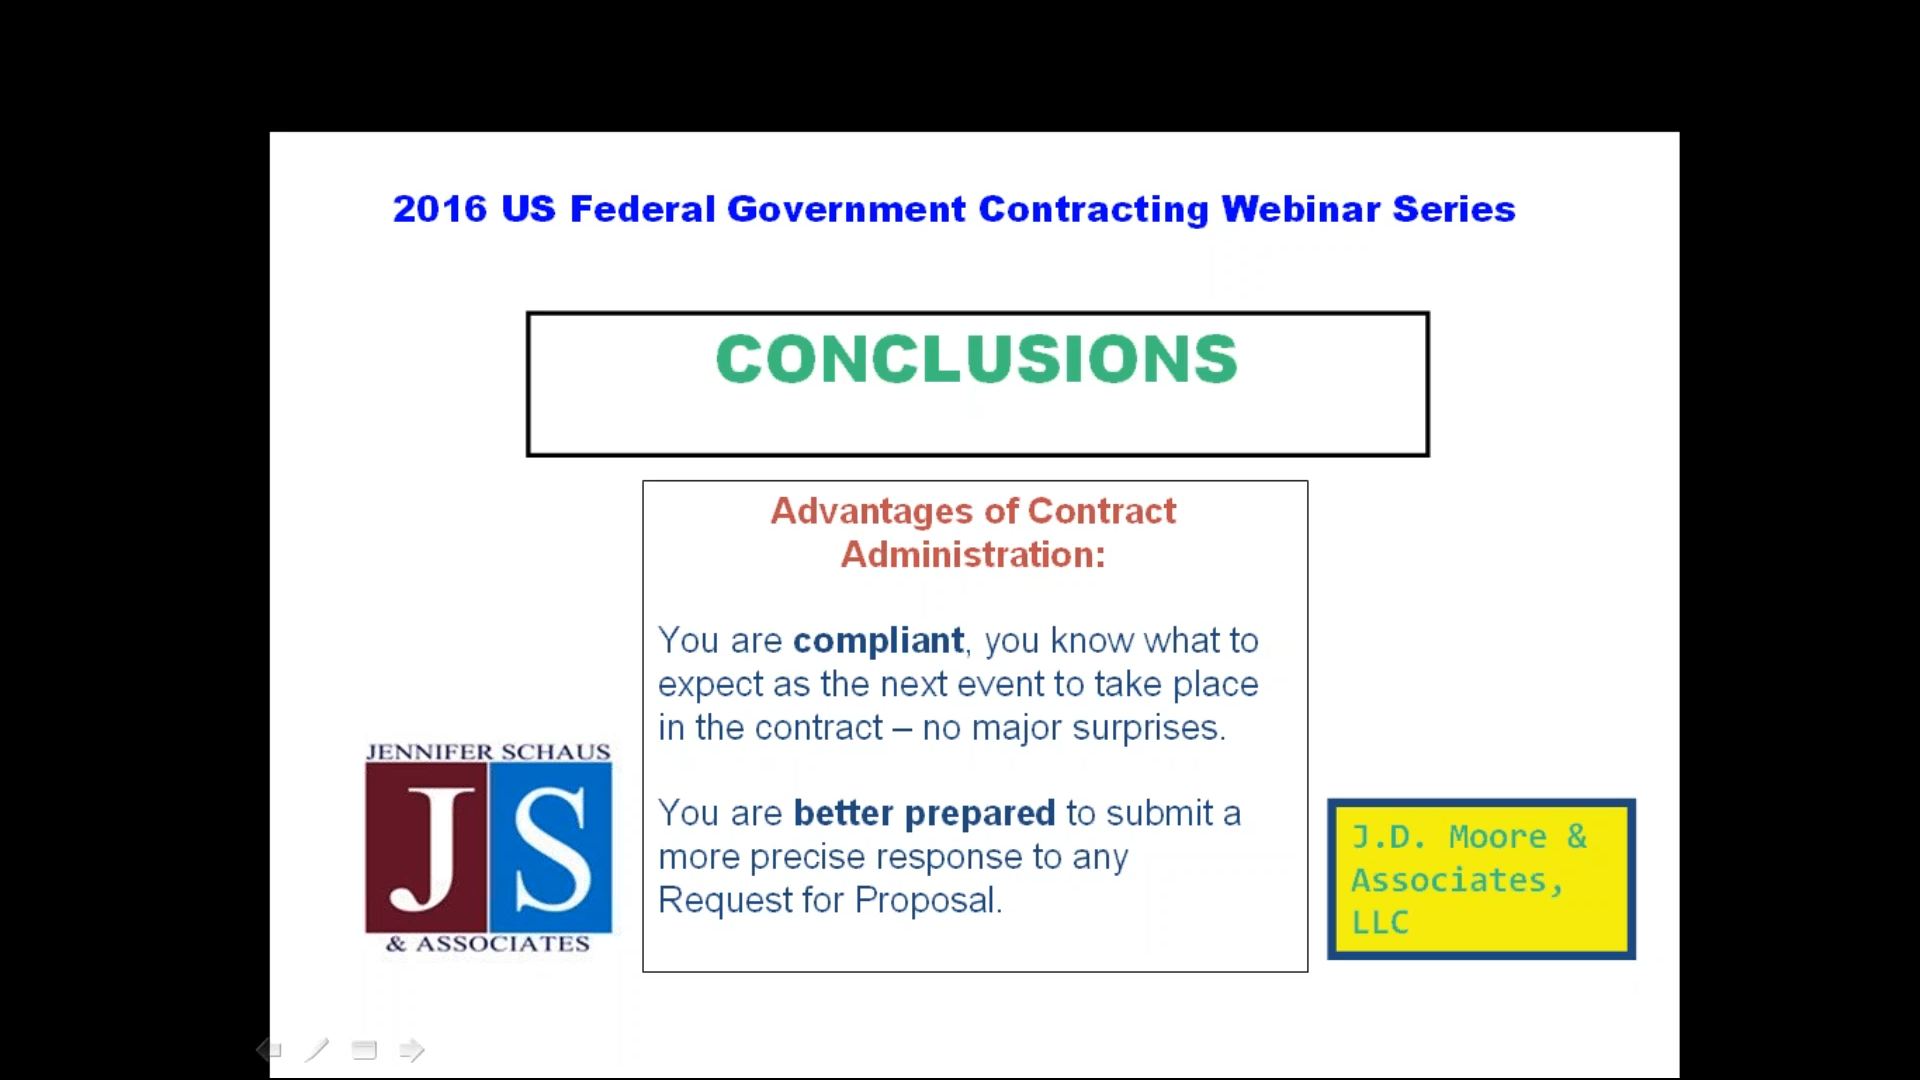 2016 US Federal Government Contracting Webinar Series
CONCLUSIONS
Advantages of Contract
Administration:
You are compliant, you know what to
expect as the next event to take place
in the contract – no major surprises.
You are better prepared to submit a
more precise response to any
Request for Proposal.
JENNIFER SCHAUS
JS
& ASSOCIATES
J.D. Moore &
Associates,
LLC